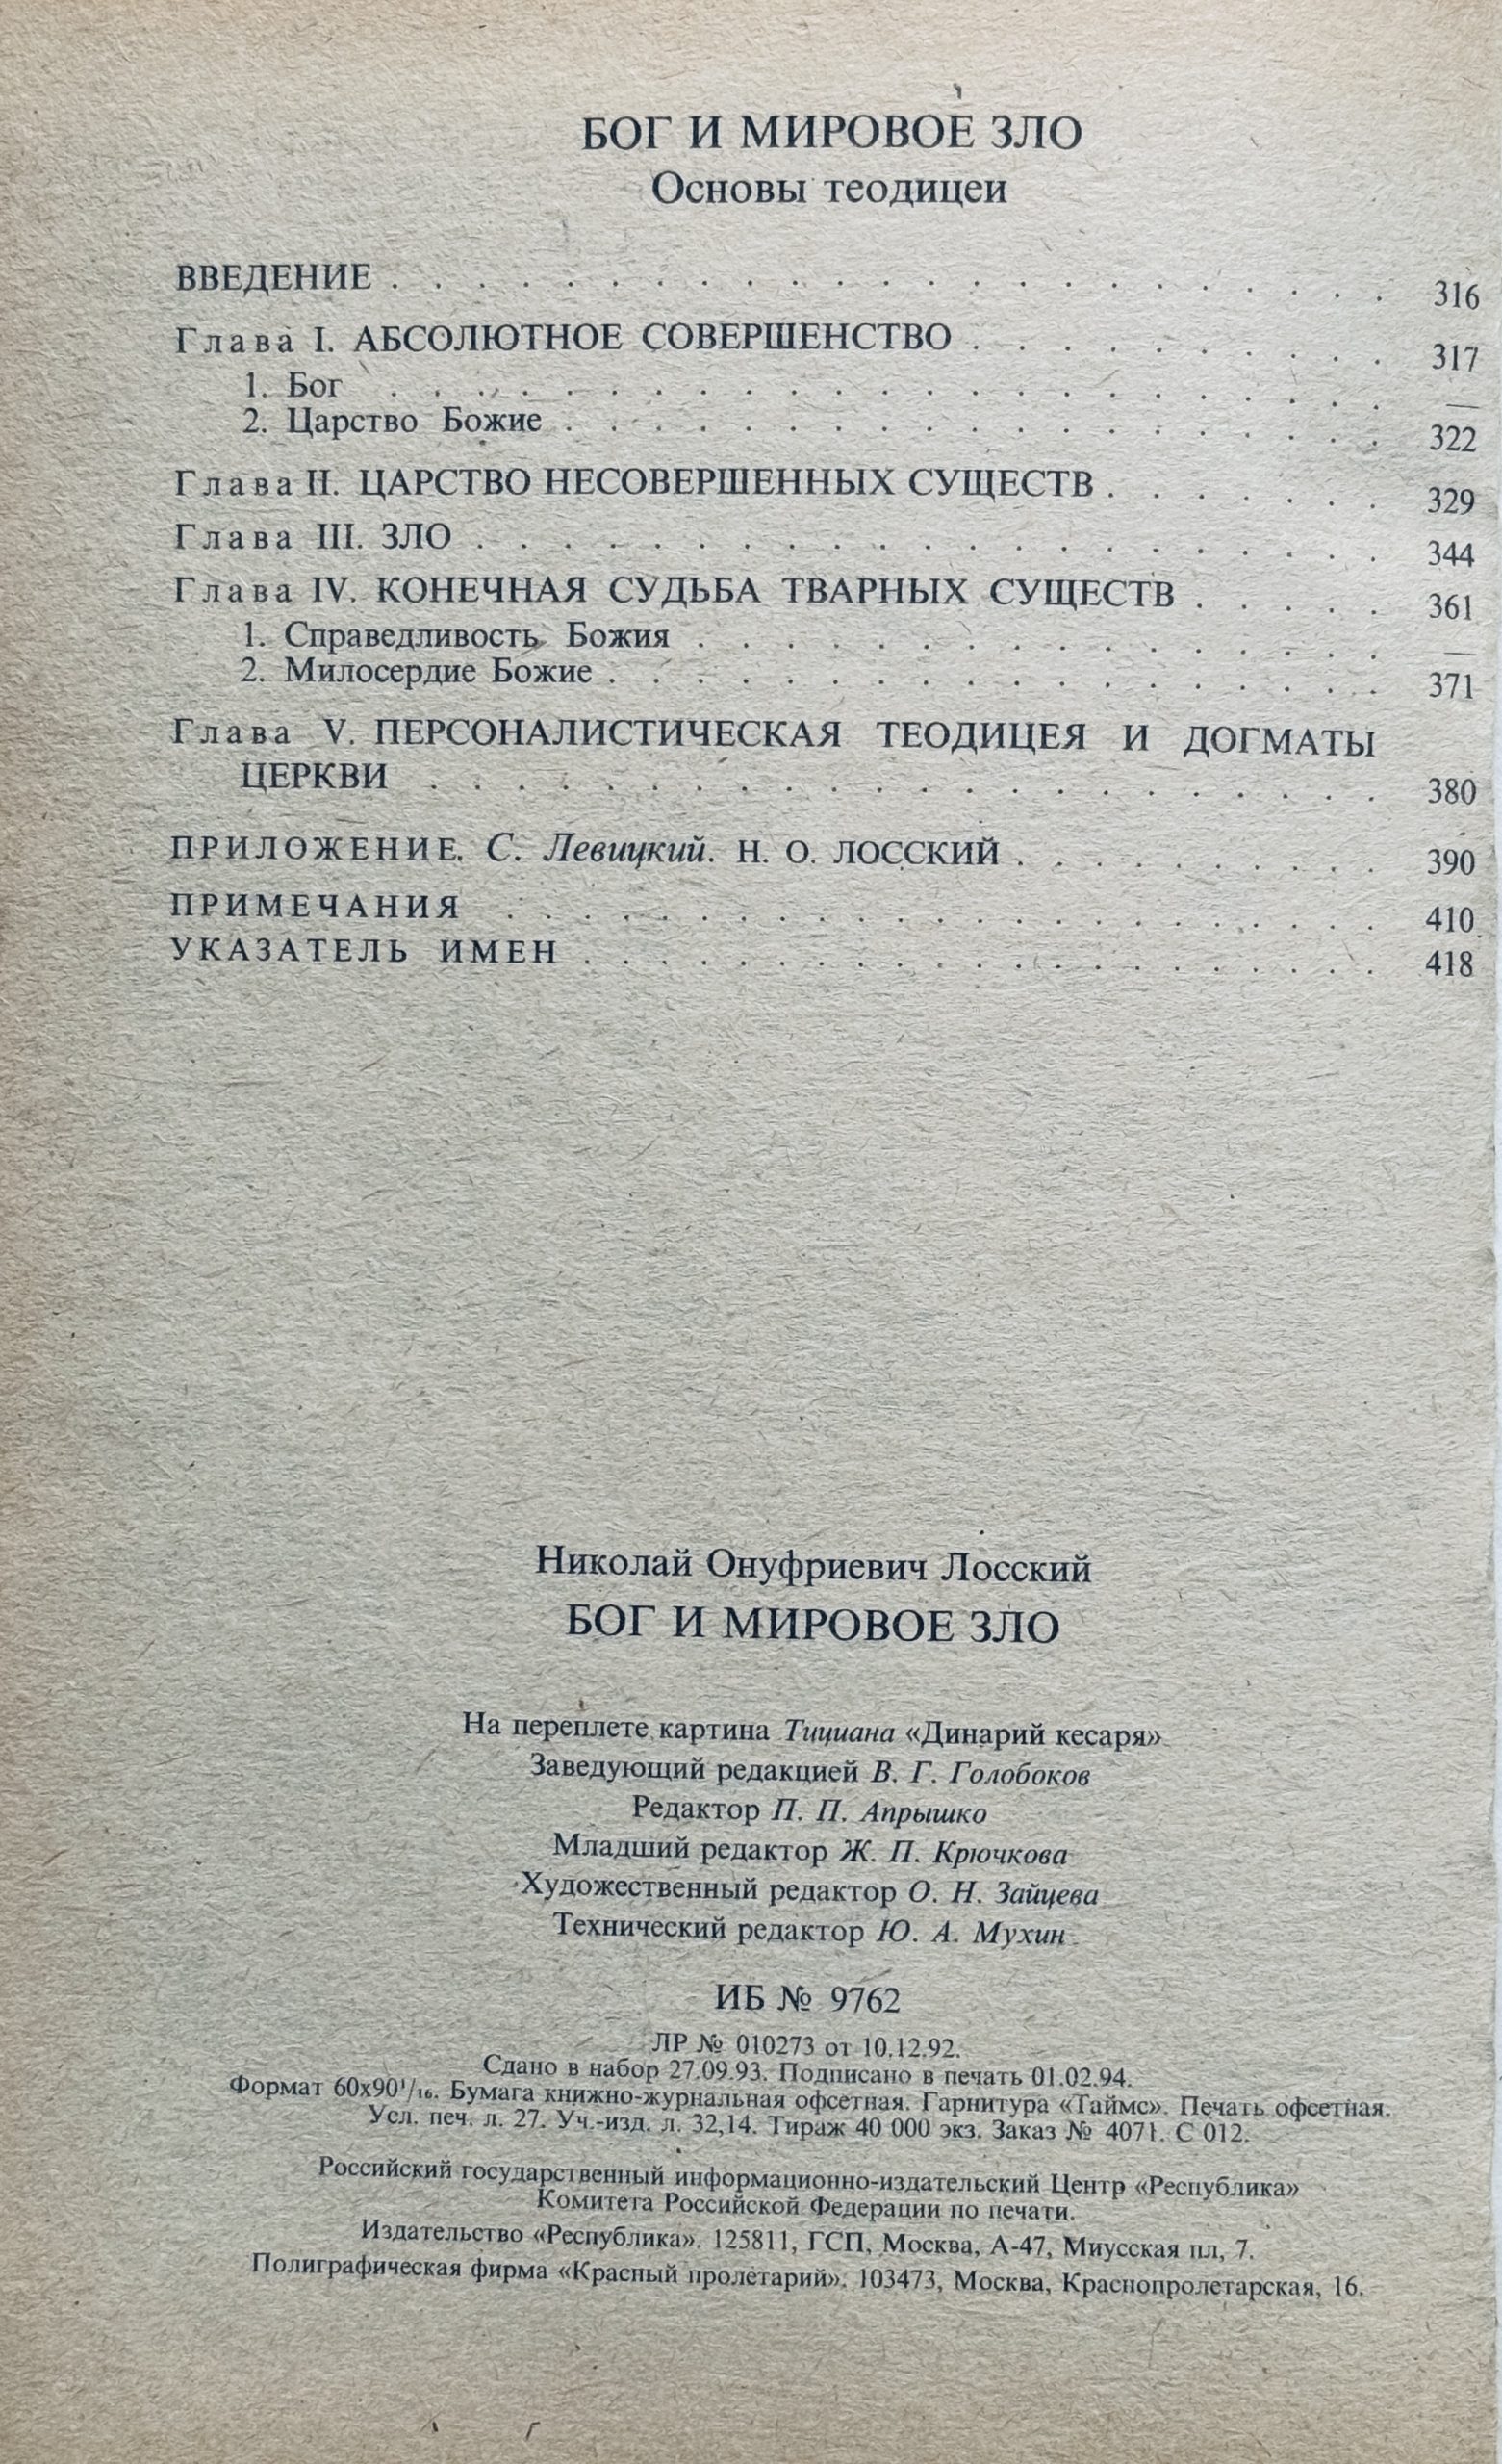 БОГ И МИРОВОЕ ЗЛО
Основы теодицеи
ВВЕДЕНИЕ . . . . . . . . . . . . . . . . . . . . . . . 316
Глава I. АБСОЛЮТНОЕ СОВЕРШЕНСТВО . . . . . . . . . . 317
1. Бог . . . . . . . . . . . . . . . . . . . . . . . —
2. Царство Божие . . . . . . . . . . . . . . . . . . . 322
Глава II. ЦАРСТВО НЕСОВЕРШЕННЫХ СУЩЕСТВ . . . . . . . 329
Глава III. ЗЛО . . . . . . . . . . . . . . . . . . . . . 344
Глава IV. КОНЕЧНАЯ СУДЬБА ТВАРНЫХ СУЩЕСТВ . . . . . 361
1. Справедливость Божия . . . . . . . . . . . . . . . . —
2. Милосердие Божие . . . . . . . . . . . . . . . . . . 371
Глава V. ПЕРСОНАЛИСТИЧЕСКАЯ ТЕОДИЦЕЯ И ДОГМАТЫ
ЦЕРКВИ . . . . . . . . . . . . . . . . . . . . . . 380
ПРИЛОЖЕНИЕ. С. Левицкий. Н. О. ЛОССКИЙ . . . . . . . . . 390
ПРИМЕЧАНИЯ . . . . . . . . . . . . . . . . . . . . 410
УКАЗАТЕЛЬ ИМЕН . . . . . . . . . . . . . . . . . . . 418
Николай Онуфриевич Лосский
БОГ И МИРОВОЕ ЗЛО
На переплете картина Тициана «Динарий кесаря»
Заведующий редакцией В. Г. Голобоков
Редактор П. П. Апрышко
Младший редактор Ж. П. Крючкова
Художественный редактор О. Н. Зайцева
Технический редактор Ю. А. Мухин
ИБ № 9762
ЛР № 010273 от 10.12.92.
Сдано в набор 27.09.93. Подписано в печать 01.02.94.
Формат 60x90¹/₁₆. Бумага книжно-журнальная офсетная. Гарнитура «Таймс». Печать офсетная.
Усл. печ. л. 27. Уч.-изд. л. 32,14. Тираж 40 000 экз. Заказ № 4071. С 012.
Российский государственный информационно-издательский Центр «Республика»
Комитета Российской Федерации по печати.
Издательство «Республика». 125811, ГСП, Москва, А-47, Миусская пл, 7.
Полиграфическая фирма «Красный пролетарий». 103473, Москва, Краснопролетарская, 16.